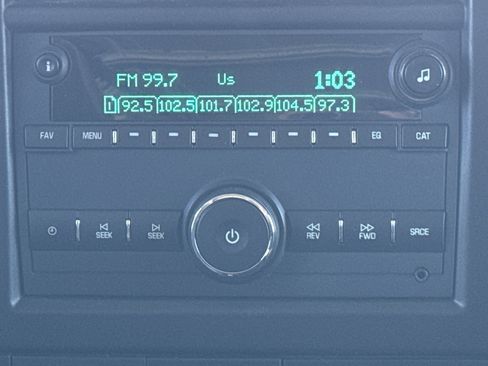 FM 99.7 Us 1:03
1 92.5 102.5 101.7 102.9 104.5 97.3
FAV MENU EQ CAT
SEEK SEEK REV FWD SRCE